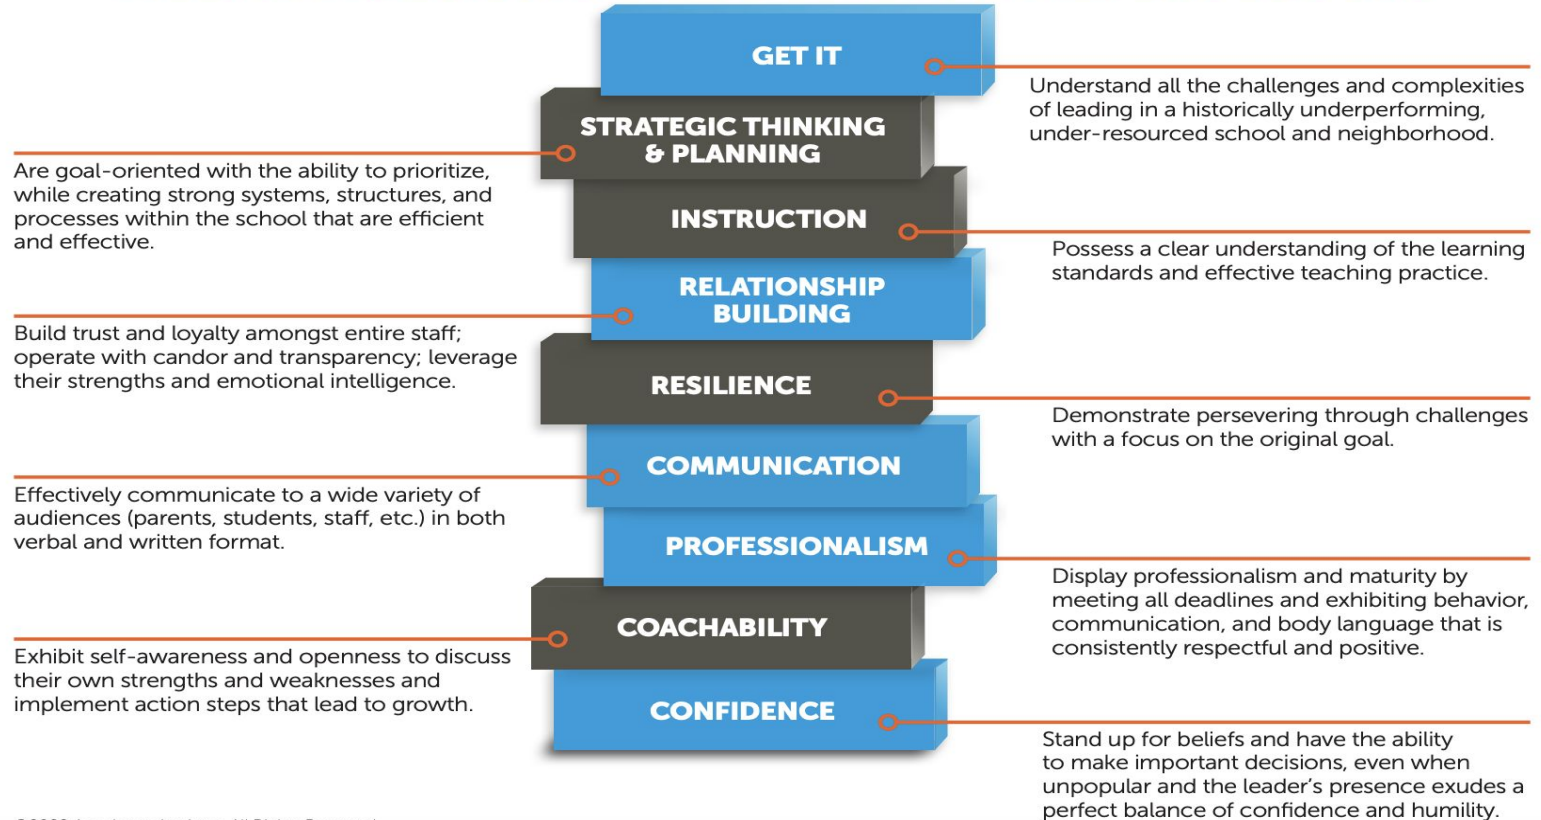 GET IT
Understand all the challenges and complexities
of leading in a historically underperforming,
under-resourced school and neighborhood.
STRATEGIC THINKING
& PLANNING
Are goal-oriented with the ability to prioritize,
while creating strong systems, structures, and
processes within the school that are efficient
and effective.
INSTRUCTION
Possess a clear understanding of the learning
standards and effective teaching practice.
RELATIONSHIP
BUILDING
Build trust and loyalty amongst entire staff;
operate with candor and transparency; leverage
their strengths and emotional intelligence.
RESILIENCE
Demonstrate persevering through challenges
with a focus on the original goal.
COMMUNICATION
Effectively communicate to a wide variety of
audiences (parents, students, staff, etc.) in both
verbal and written format.
PROFESSIONALISM
Display professionalism and maturity by
meeting all deadlines and exhibiting behavior,
communication, and body language that is
consistently respectful and positive.
COACHABILITY
Exhibit self-awareness and openness to discuss
their own strengths and weaknesses and
implement action steps that lead to growth.
CONFIDENCE
Stand up for beliefs and have the ability
to make important decisions, even when
unpopular and the leader’s presence exudes a
perfect balance of confidence and humility.